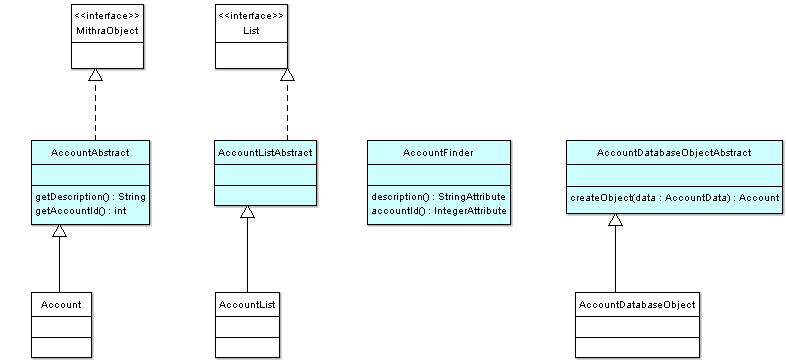 <<interface>>
MithraObject
<<interface>>
List
AccountAbstract
getDescription() : String
getAccountId() : int
AccountListAbstract
AccountFinder
description() : StringAttribute
accountId() : IntegerAttribute
AccountDatabaseObjectAbstract
createObject(data : AccountData) : Account
Account
AccountList
AccountDatabaseObject